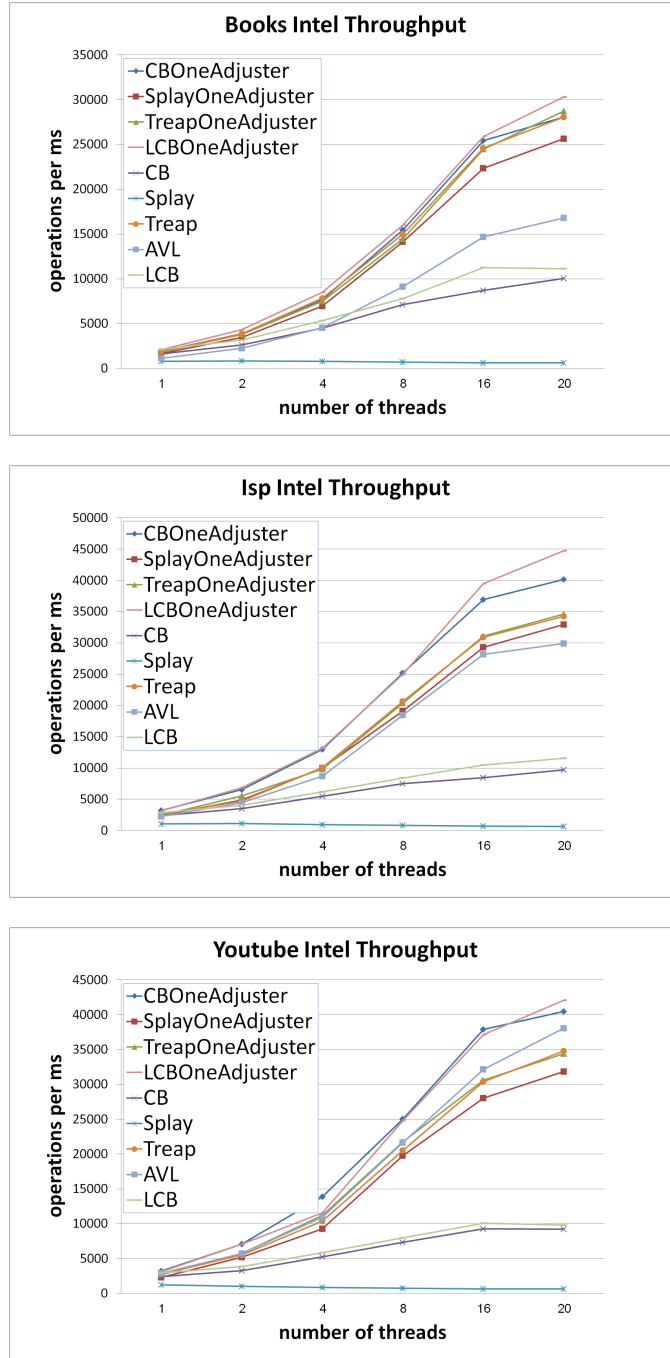 Books Intel Throughput
operations per ms
35000
30000
25000
20000
15000
10000
5000
0
CBOneAdjuster
SplayOneAdjuster
TreapOneAdjuster
LCBOneAdjuster
CB
Splay
Treap
AVL
LCB
1 2 4 8 16 20
number of threads
Isp Intel Throughput
operations per ms
50000
45000
40000
35000
30000
25000
20000
15000
10000
5000
0
CBOneAdjuster
SplayOneAdjuster
TreapOneAdjuster
LCBOneAdjuster
CB
Splay
Treap
AVL
LCB
1 2 4 8 16 20
number of threads
Youtube Intel Throughput
operations per ms
45000
40000
35000
30000
25000
20000
15000
10000
5000
0
CBOneAdjuster
SplayOneAdjuster
TreapOneAdjuster
LCBOneAdjuster
CB
Splay
Treap
AVL
LCB
1 2 4 8 16 20
number of threads